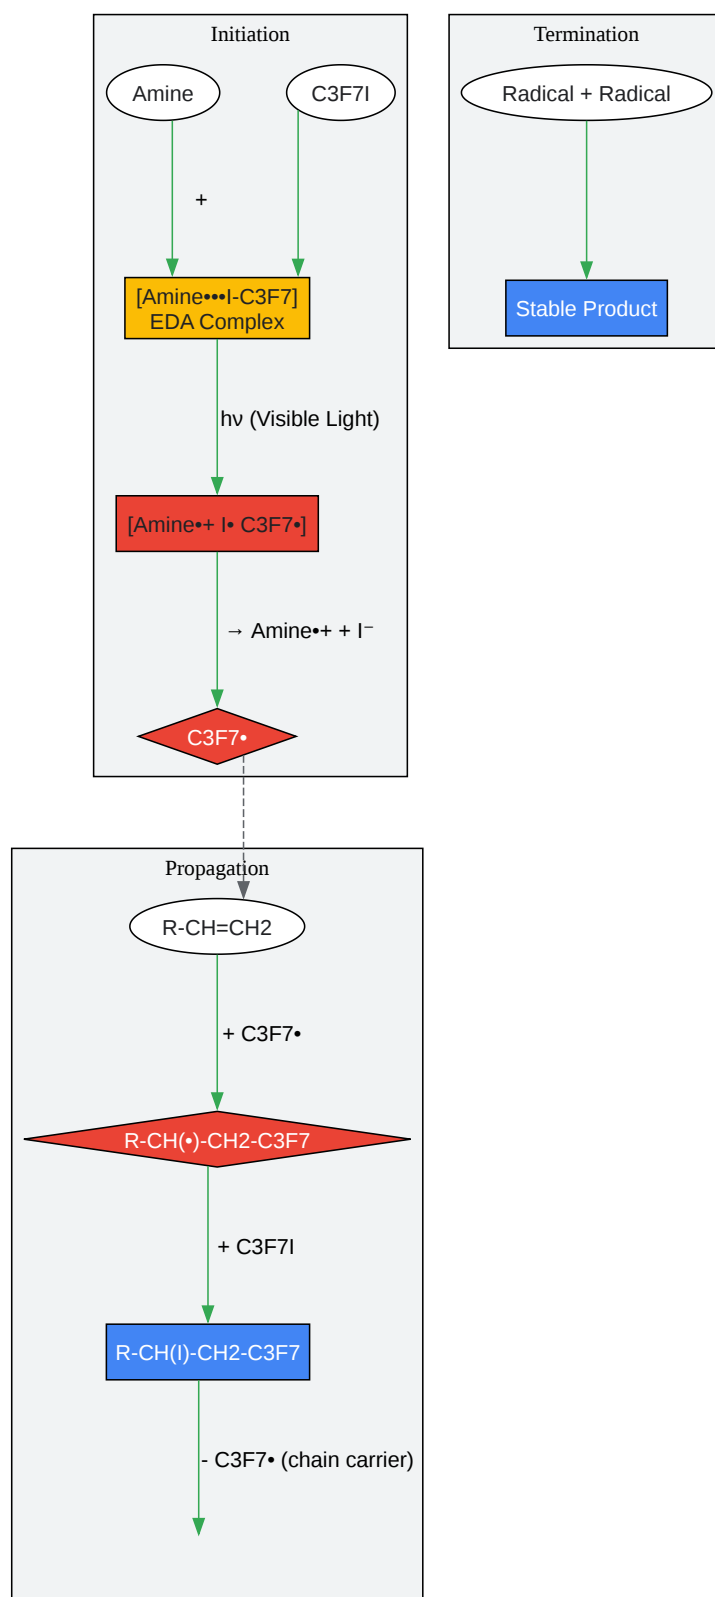 Initiation
Amine
C3F7I
+
[Amine•••I-C3F7]
EDA Complex
hν (Visible Light)
[Amine•+ I• C3F7•]
→ Amine•+ + I⁻
C3F7•
Termination
Radical + Radical
Stable Product
Propagation
R-CH=CH2
+ C3F7•
R-CH(•)-CH2-C3F7
+ C3F7I
R-CH(I)-CH2-C3F7
- C3F7• (chain carrier)